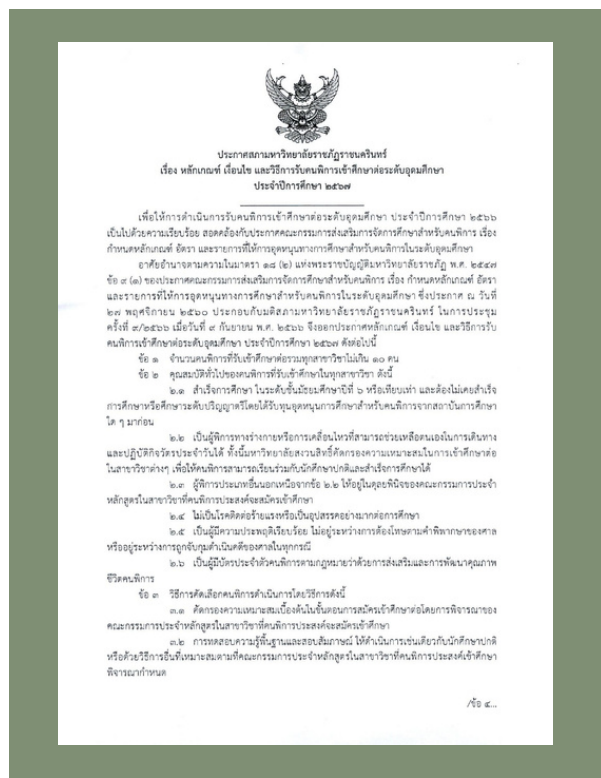 ประกาศสภามหาวิทยาลัยราชภัฏราชนครินทร์
เรื่อง หลักเกณฑ์ เงื่อนไข และวิธีการรับคนพิการเข้าศึกษาต่อระดับอุดมศึกษา
ประจำปีการศึกษา ๒๕๖๗
เพื่อให้การดำเนินการรับคนพิการเข้าศึกษาต่อระดับอุดมศึกษา ประจำปีการศึกษา ๒๕๖๖
เป็นไปด้วยความเรียบร้อย สอดคล้องกับประกาศคณะกรรมการส่งเสริมการจัดการศึกษาสำหรับคนพิการ เรื่อง
กำหนดหลักเกณฑ์ อัตรา และรายการที่ให้การอุดหนุนทางการศึกษาสำหรับคนพิการในระดับอุดมศึกษา
อาศัยอำนาจตามความในมาตรา ๑๘ (๒) แห่งพระราชบัญญัติมหาวิทยาลัยราชภัฏ พ.ศ. ๒๕๔๗
ข้อ ๙ (๑) ของประกาศคณะกรรมการส่งเสริมการจัดการศึกษาสำหรับคนพิการ เรื่อง กำหนดหลักเกณฑ์ อัตรา
และรายการที่ให้การอุดหนุนทางการศึกษาสำหรับคนพิการในระดับอุดมศึกษา ซึ่งประกาศ ณ วันที่
๒๗ พฤศจิกายน ๒๕๖๐ ประกอบกับมติสภามหาวิทยาลัยราชภัฏราชนครินทร์ ในการประชุม
ครั้งที่ ๙/๒๕๖๖ เมื่อวันที่ ๙ กันยายน พ.ศ. ๒๕๖๖ จึงออกประกาศหลักเกณฑ์ เงื่อนไข และวิธีการรับ
คนพิการเข้าศึกษาต่อระดับอุดมศึกษา ประจำปีการศึกษา ๒๕๖๗ ดังต่อไปนี้
ข้อ ๑ จำนวนคนพิการที่รับเข้าศึกษาต่อรวมทุกสาขาวิชาไม่เกิน ๑๐ คน
ข้อ ๒ คุณสมบัติทั่วไปของคนพิการที่รับเข้าศึกษาในทุกสาขาวิชา ดังนี้
๒.๑ สำเร็จการศึกษา ในระดับชั้นมัธยมศึกษาปีที่ ๖ หรือเทียบเท่า และต้องไม่เคยสำเร็จ
การศึกษาหรือศึกษาระดับปริญญาตรีโดยได้รับทุนอุดหนุนการศึกษาสำหรับคนพิการจากสถาบันการศึกษา
ใด ๆ มาก่อน
๒.๒ เป็นผู้พิการทางร่างกายหรือการเคลื่อนไหวที่สามารถช่วยเหลือตนเองในการเดินทาง
และปฏิบัติกิจวัตรประจำวันได้ ทั้งนี้มหาวิทยาลัยสงวนสิทธิ์คัดกรองความเหมาะสมในการเข้าศึกษาต่อ
ในสาขาวิชาต่างๆ เพื่อให้คนพิการสามารถเรียนร่วมกับนักศึกษาปกติและสำเร็จการศึกษาได้
๒.๓ ผู้พิการประเภทอื่นนอกเหนือจากข้อ ๒.๒ ให้อยู่ในดุลยพินิจของคณะกรรมการประจำ
หลักสูตรในสาขาวิชาที่คนพิการประสงค์จะสมัครเข้าศึกษา
๒.๔ ไม่เป็นโรคติดต่อร้ายแรงหรือเป็นอุปสรรคอย่างมากต่อการศึกษา
๒.๕ เป็นผู้มีความประพฤติเรียบร้อย ไม่อยู่ระหว่างการต้องโทษตามคำพิพากษาของศาล
หรืออยู่ระหว่างการถูกจับกุมดำเนินคดีของศาลในทุกกรณี
๒.๖ เป็นผู้มีบัตรประจำตัวคนพิการตามกฎหมายว่าด้วยการส่งเสริมและการพัฒนาคุณภาพ
ชีวิตคนพิการ
ข้อ ๓ วิธีการคัดเลือกคนพิการดำเนินการโดยวิธีการดังนี้
๓.๑ คัดกรองความเหมาะสมเบื้องต้นในขั้นตอนการสมัครเข้าศึกษาต่อโดยการพิจารณาของ
คณะกรรมการประจำหลักสูตรในสาขาวิชาที่คนพิการประสงค์จะสมัครเข้าศึกษา
๓.๒ การทดสอบความรู้พื้นฐานและสอบสัมภาษณ์ ให้ดำเนินการเช่นเดียวกับนักศึกษาปกติ
หรือด้วยวิธีการอื่นที่เหมาะสมตามที่คณะกรรมการประจำหลักสูตรในสาขาวิชาที่คนพิการประสงค์เข้าศึกษา
พิจารณากำหนด
/ข้อ ๔...